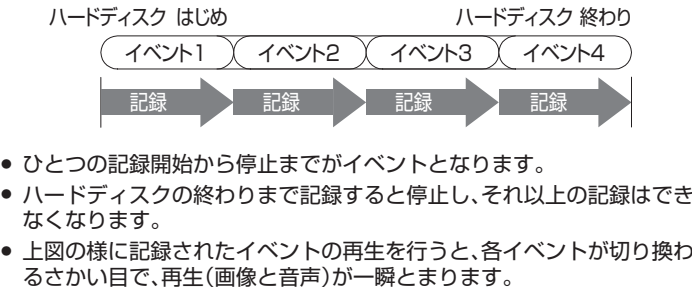 ハードディスク はじめ ハードディスク 終わり
イベント1 イベント2 イベント3 イベント4
記録 記録 記録 記録
● ひとつの記録開始から停止までがイベントとなります。
● ハードディスクの終わりまで記録すると停止し、それ以上の記録はでき
なくなります。
● 上図の様に記録されたイベントの再生を行うと、各イベントが切り換わ
るさかい目で、再生(画像と音声)が一瞬とまります。